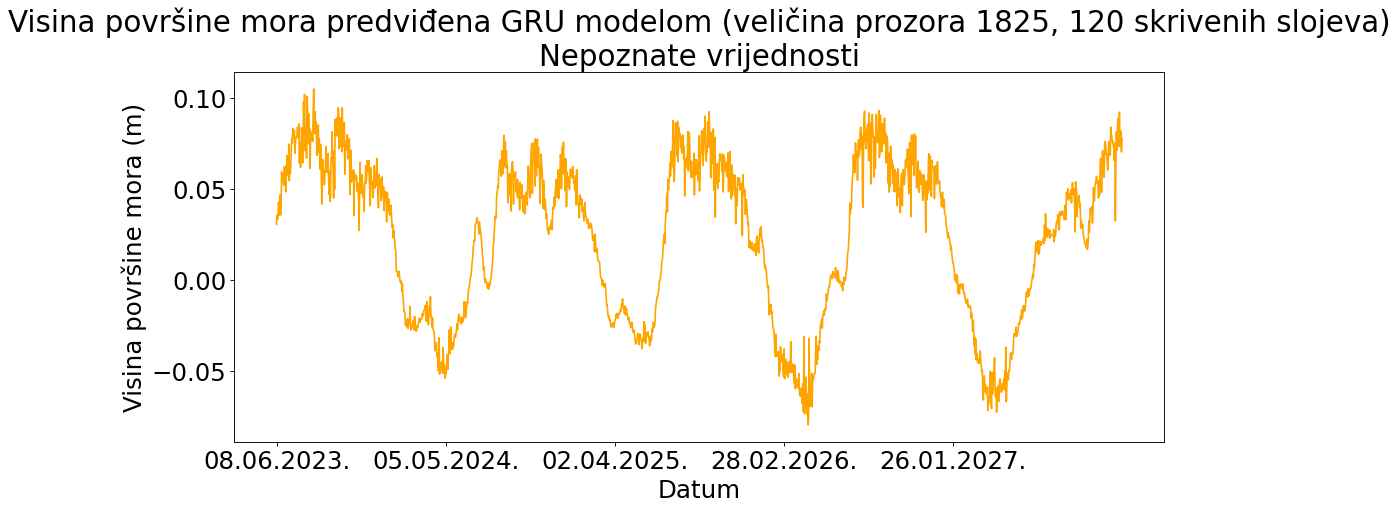 Visina površine mora predviđena GRU modelom (veličina prozora 1825, 120 skrivenih slojeva)
Nepoznate vrijednosti
Visina površine mora (m)
0.10
0.05
0.00
−0.05
08.06.2023. 05.05.2024. 02.04.2025. 28.02.2026. 26.01.2027.
Datum